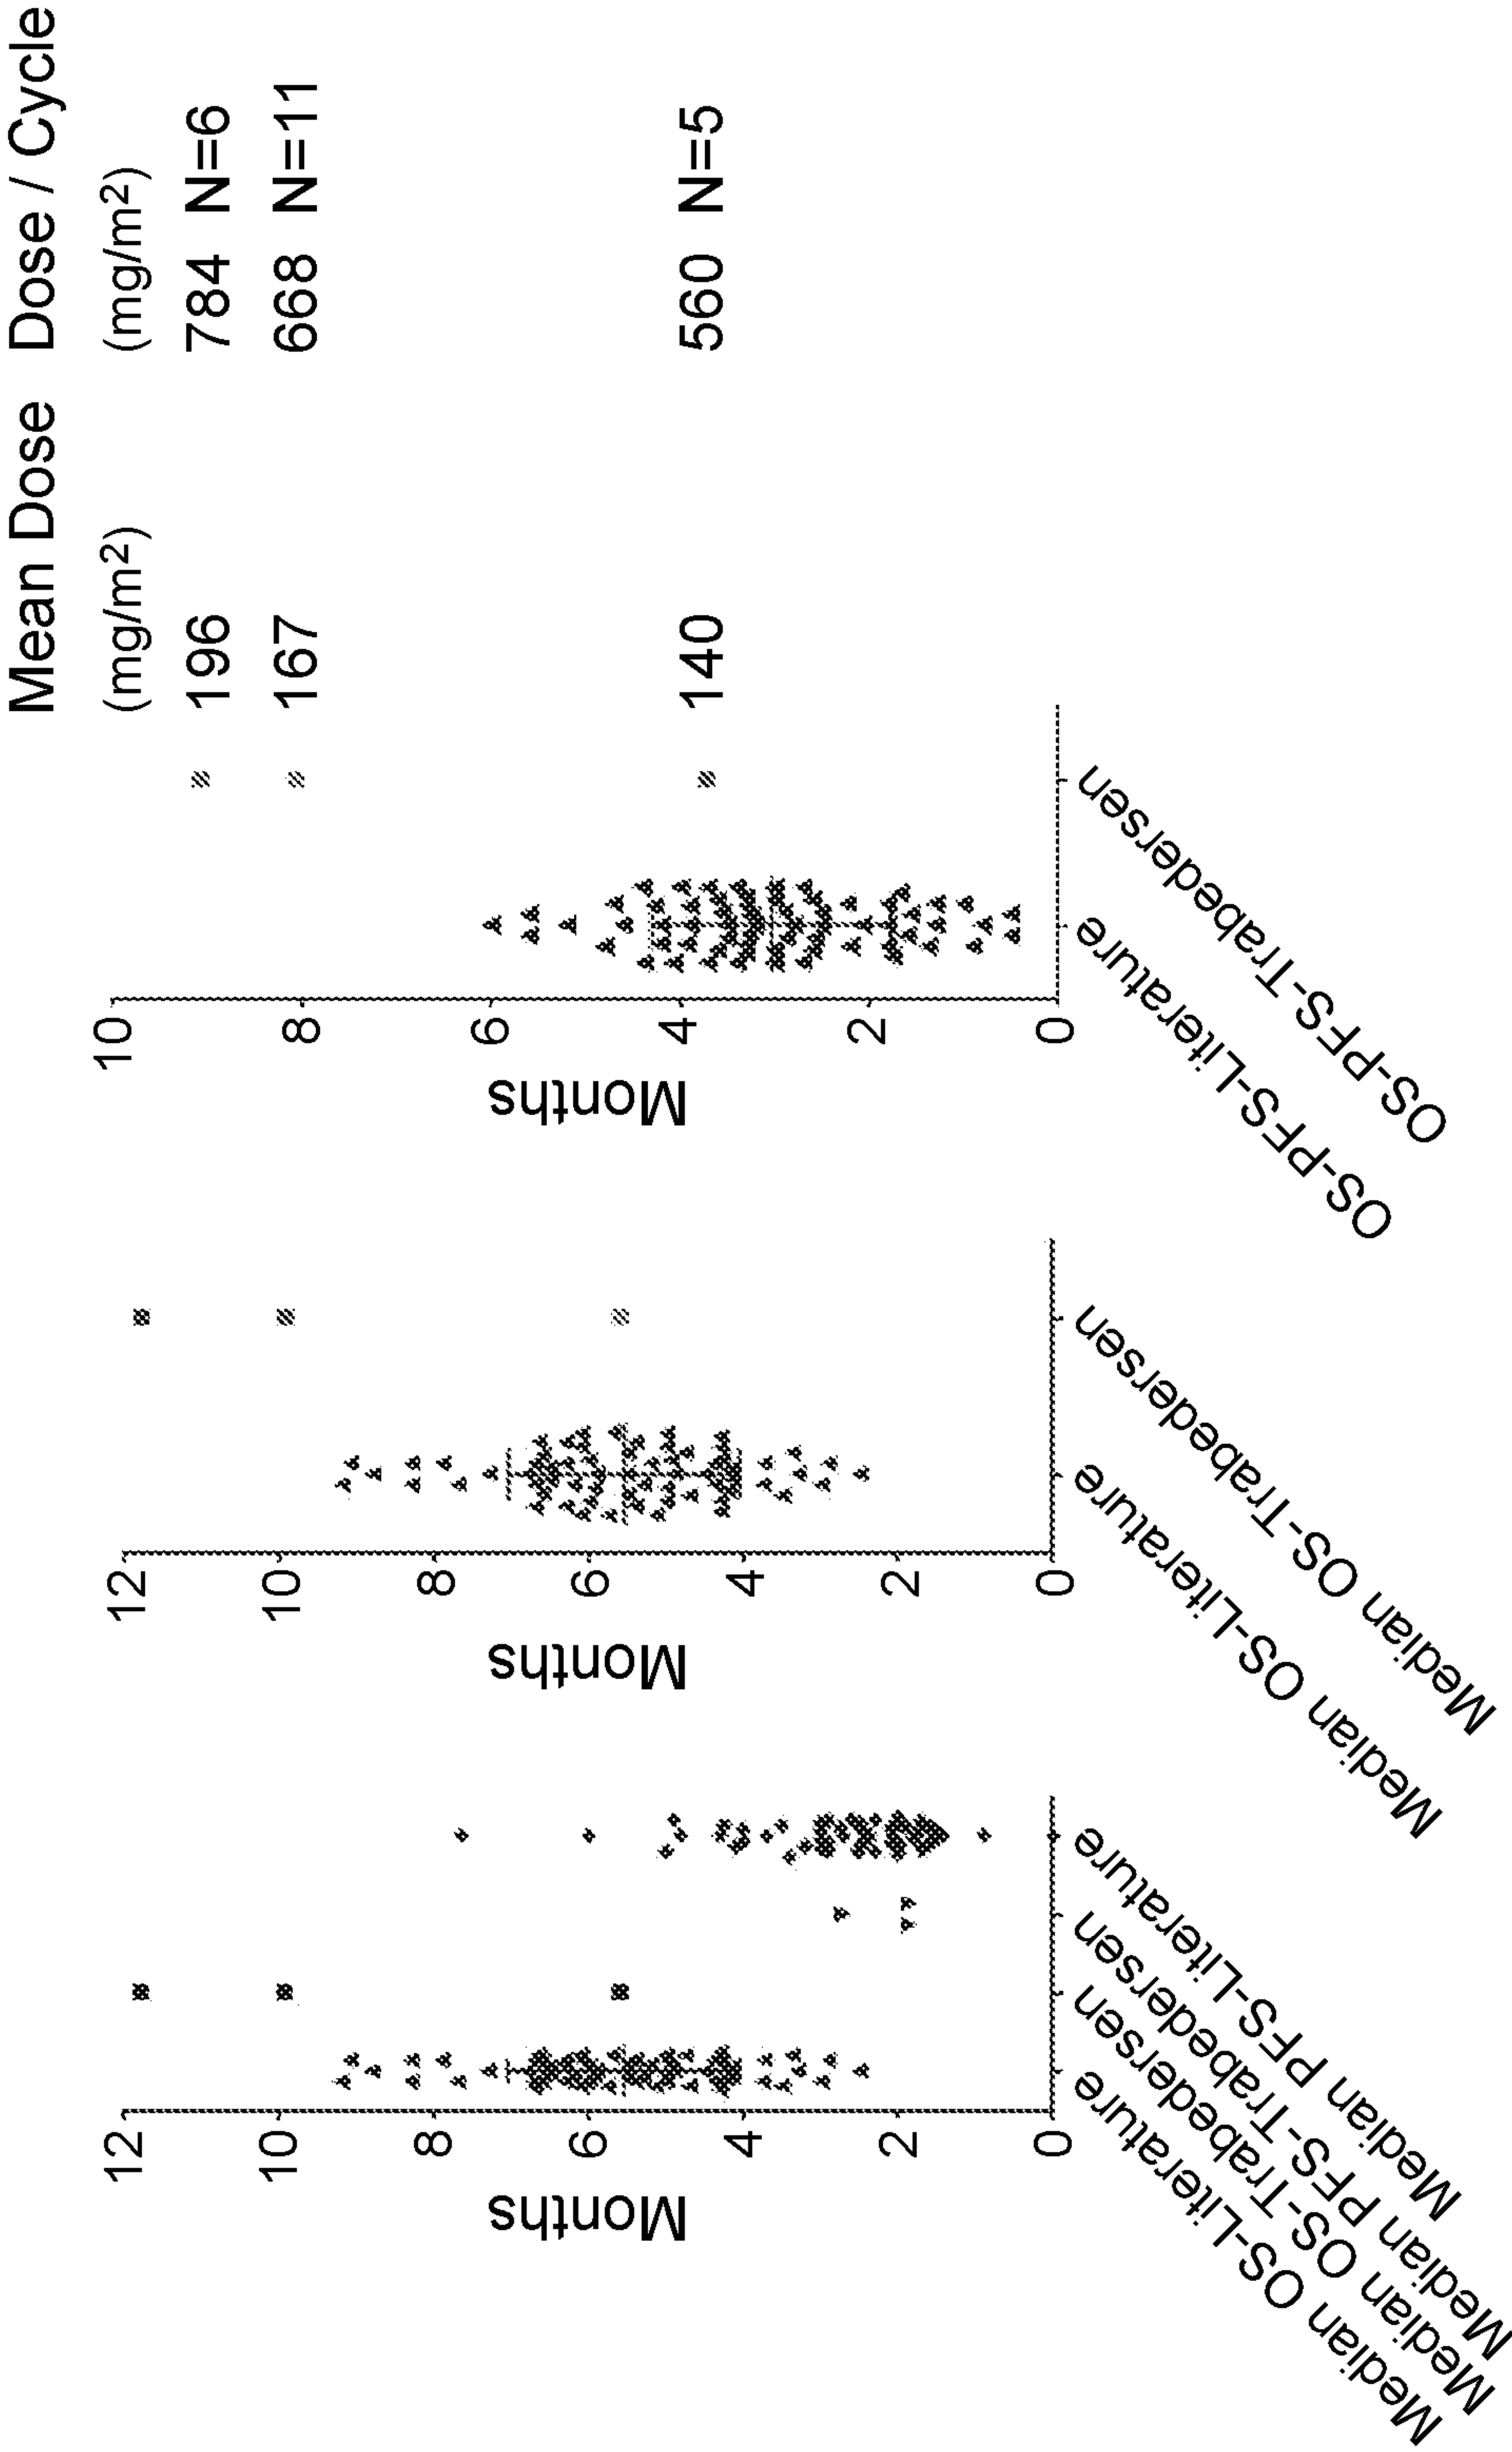 Mean Dose Dose / Cycle
(mg/m²) (mg/m²)
196 784 N=6
167 668 N=11
140 560 N=5
Months
12
10
8
6
4
2
0
Median OS-Literature
Median OS-Trabedersen
Median PFS-Trabedersen
Median PFS-Literature
Months
12
10
8
6
4
2
0
Median OS-Literature
Median OS-Trabedersen
Months
10
8
6
4
2
0
OS-PFS-Literature
OS-PFS-Trabedersen